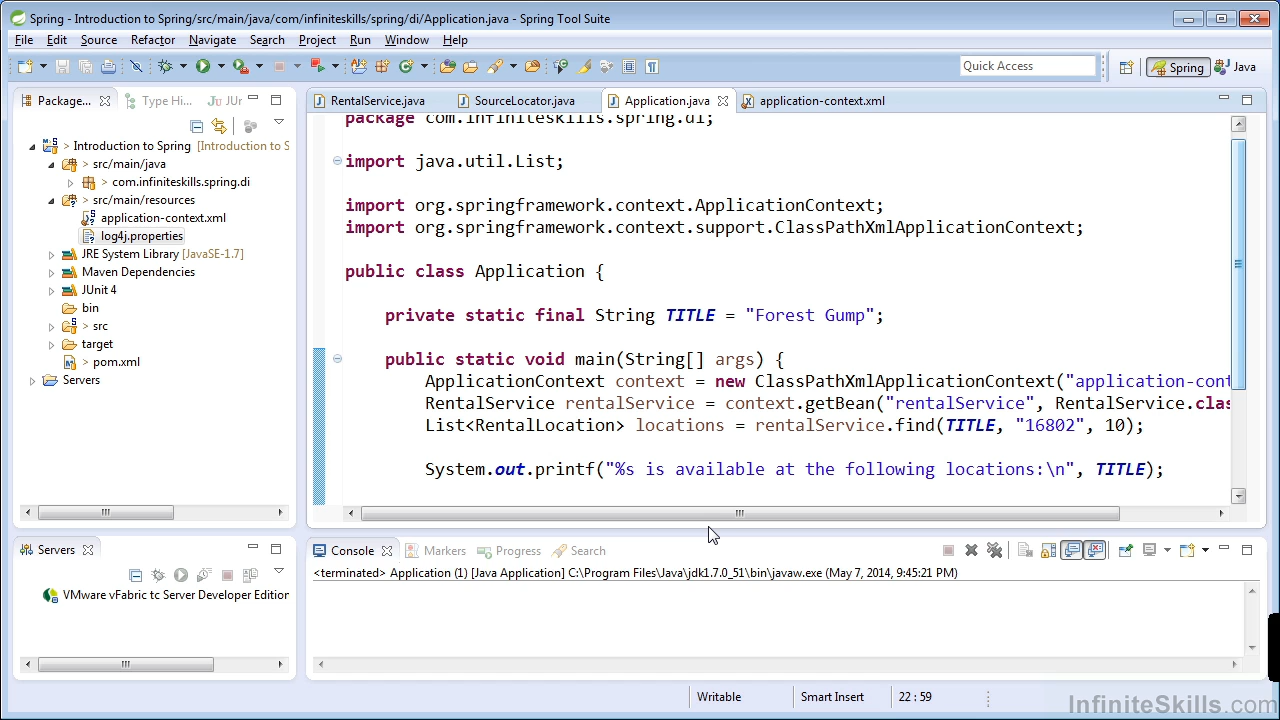 Spring - Introduction to Spring/src/main/java/com/infiniteskills/spring/di/Application.java - Spring Tool Suite
File Edit Source Refactor Navigate Search Project Run Window Help
Quick Access Spring Java
Package... Type Hi... Ju JUr
> Introduction to Spring [Introduction to S
> src/main/java
> com.infiniteskills.spring.di
> src/main/resources
application-context.xml
log4j.properties
JRE System Library [JavaSE-1.7]
Maven Dependencies
JUnit 4
bin
> src
target
> pom.xml
Servers
RentalService.java SourceLocator.java Application.java application-context.xml
package com.infiniteskills.spring.di;
import java.util.List;
import org.springframework.context.ApplicationContext;
import org.springframework.context.support.ClassPathXmlApplicationContext;
public class Application {
private static final String TITLE = "Forest Gump";
public static void main(String[] args) {
ApplicationContext context = new ClassPathXmlApplicationContext("application-cont
RentalService rentalService = context.getBean("rentalService", RentalService.clas
List<RentalLocation> locations = rentalService.find(TITLE, "16802", 10);
System.out.printf("%s is available at the following locations:\n", TITLE);
Servers
VMware vFabric tc Server Developer Edition
Console Markers Progress Search
<terminated> Application (1) [Java Application] C:\Program Files\Java\jdk1.7.0_51\bin\javaw.exe (May 7, 2014, 9:45:21 PM)
Writable Smart Insert 22 : 59
InfiniteSkills.com